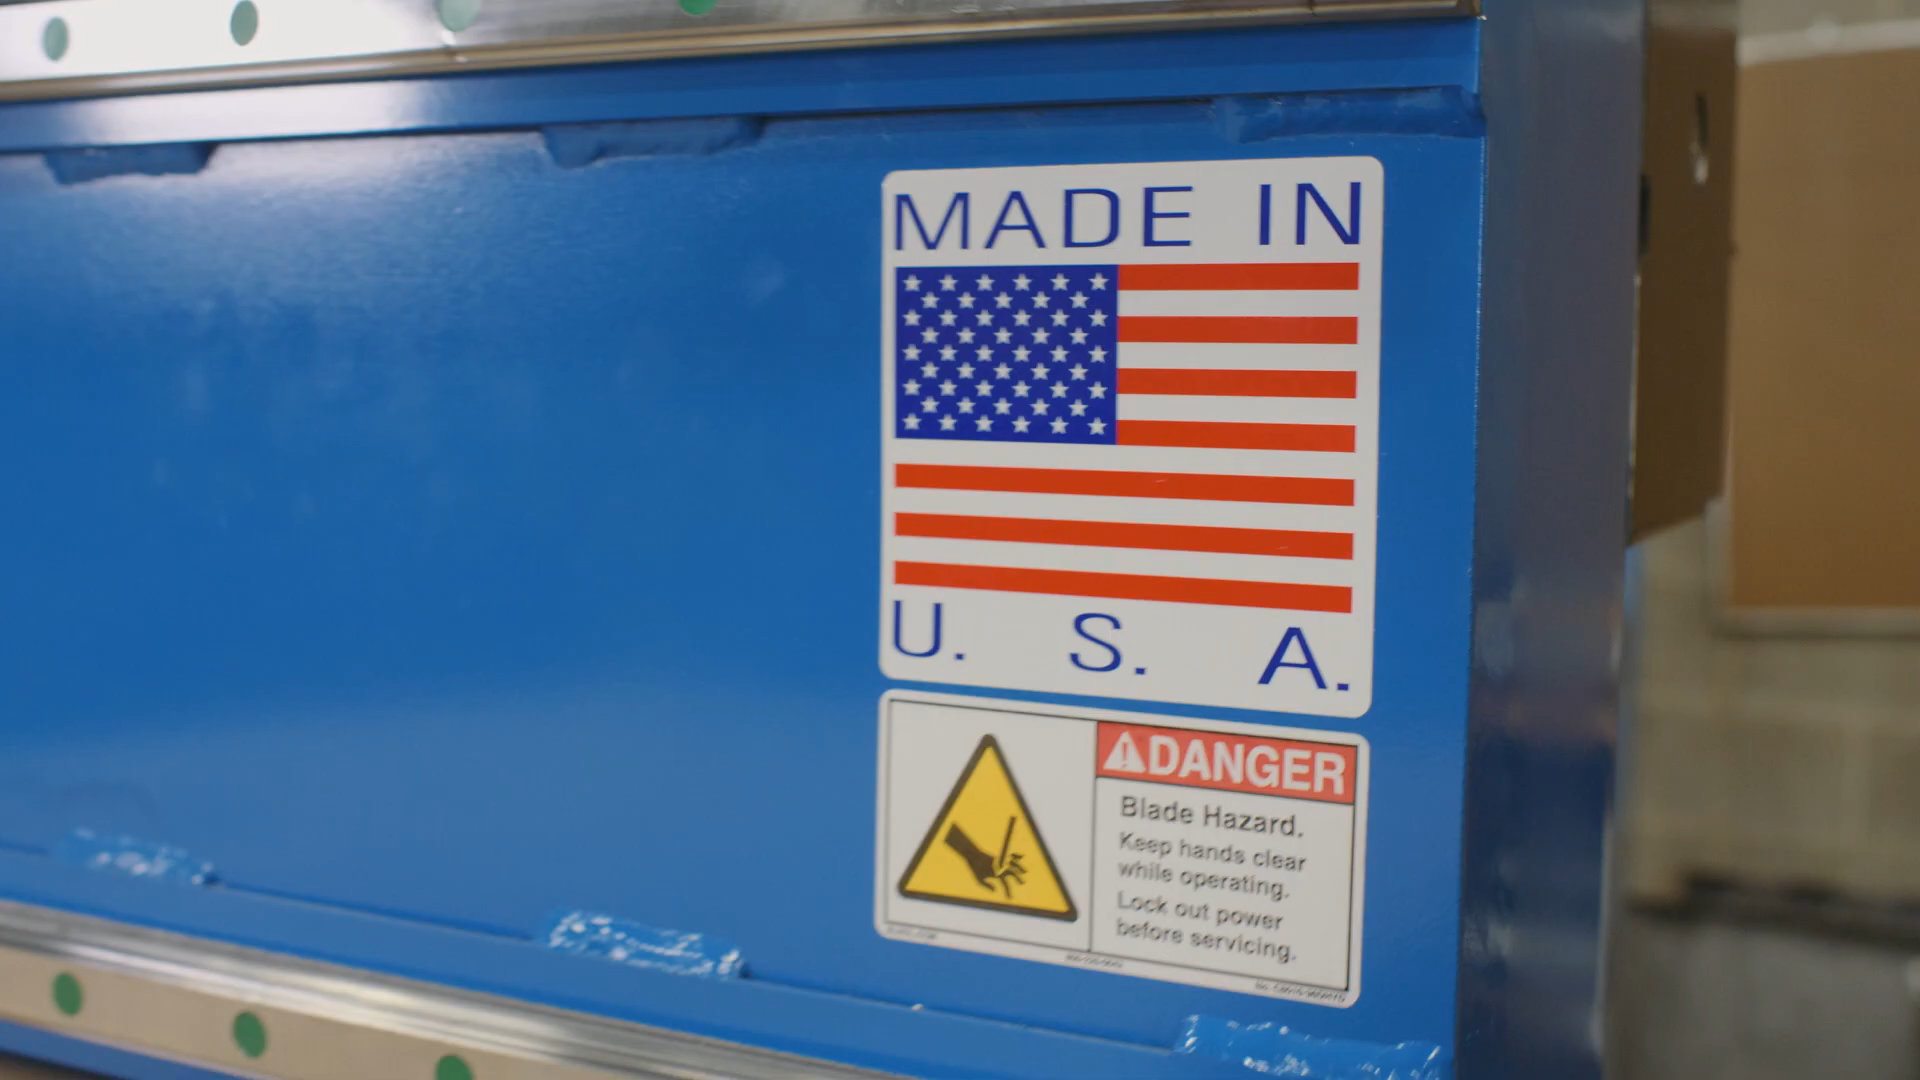 MADE IN
U. S. A.
DANGER
Blade Hazard.
Keep hands clear
while operating.
Lock out power
before servicing.